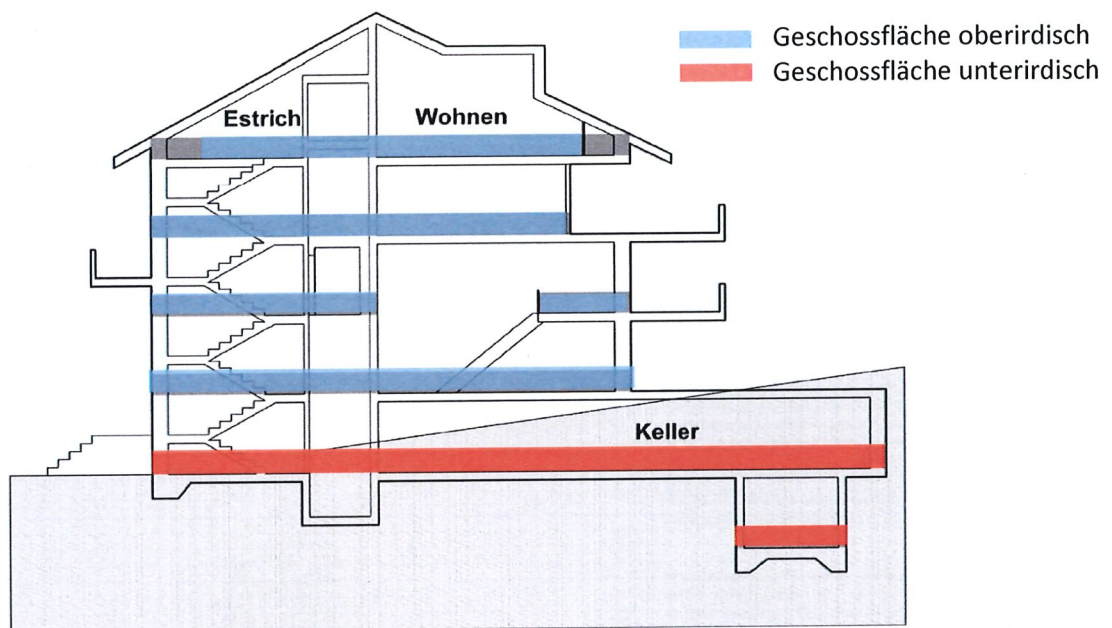 Geschossfläche oberirdisch
Geschossfläche unterirdisch
Estrich
Wohnen
Keller